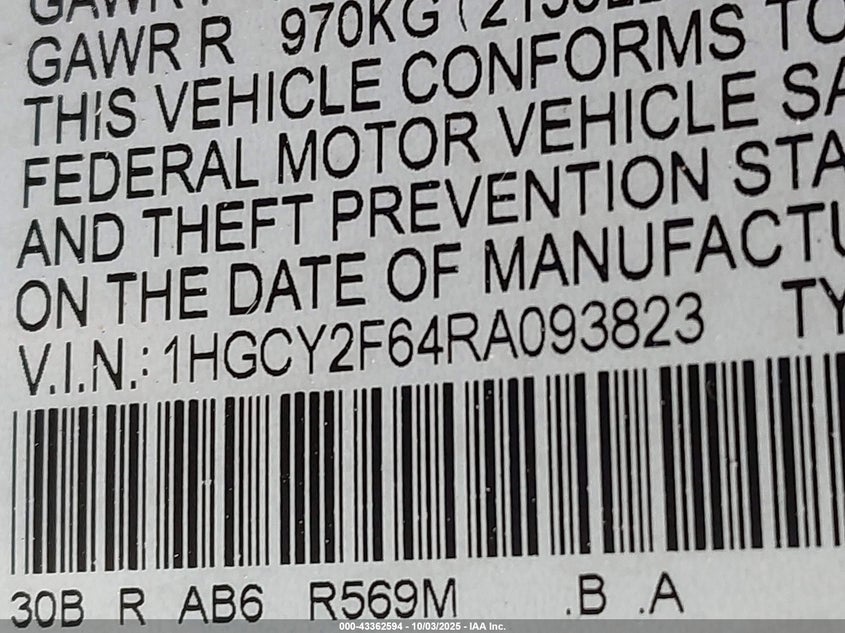 GAWR R 970KG (
THIS VEHICLE CONFORMS TO
FEDERAL MOTOR VEHICLE SA
AND THEFT PREVENTION STA
ON THE DATE OF MANUFACTU
V.I.N.: 1HGCY2F64RA093823 TY
30B R AB6 R569M .B .A
000-43362594 - 10/03/2025 - IAA Inc.